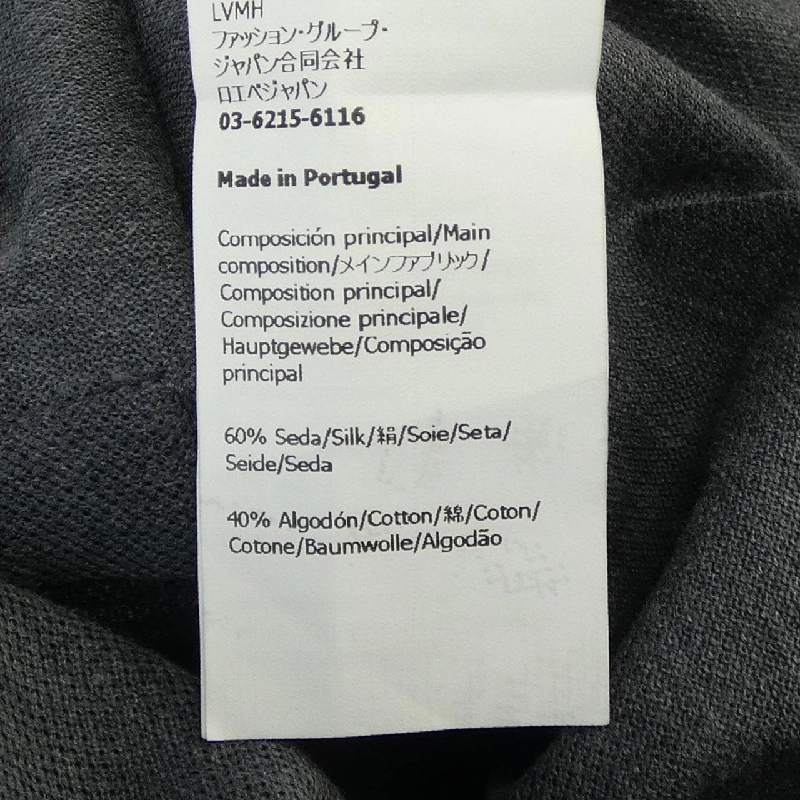 LVMH
ファッション・グループ・
ジャパン合同会社
ロエベジャパン
03-6215-6116
Made in Portugal
Composición principal/Main
composition/メインファブリック/
Composition principal/
Composizione principale/
Hauptgewebe/Composição
principal
60% Seda/Silk/絹/Soie/Seta/
Seide/Seda
40% Algodón/Cotton/綿/Coton/
Cotone/Baumwolle/Algodão